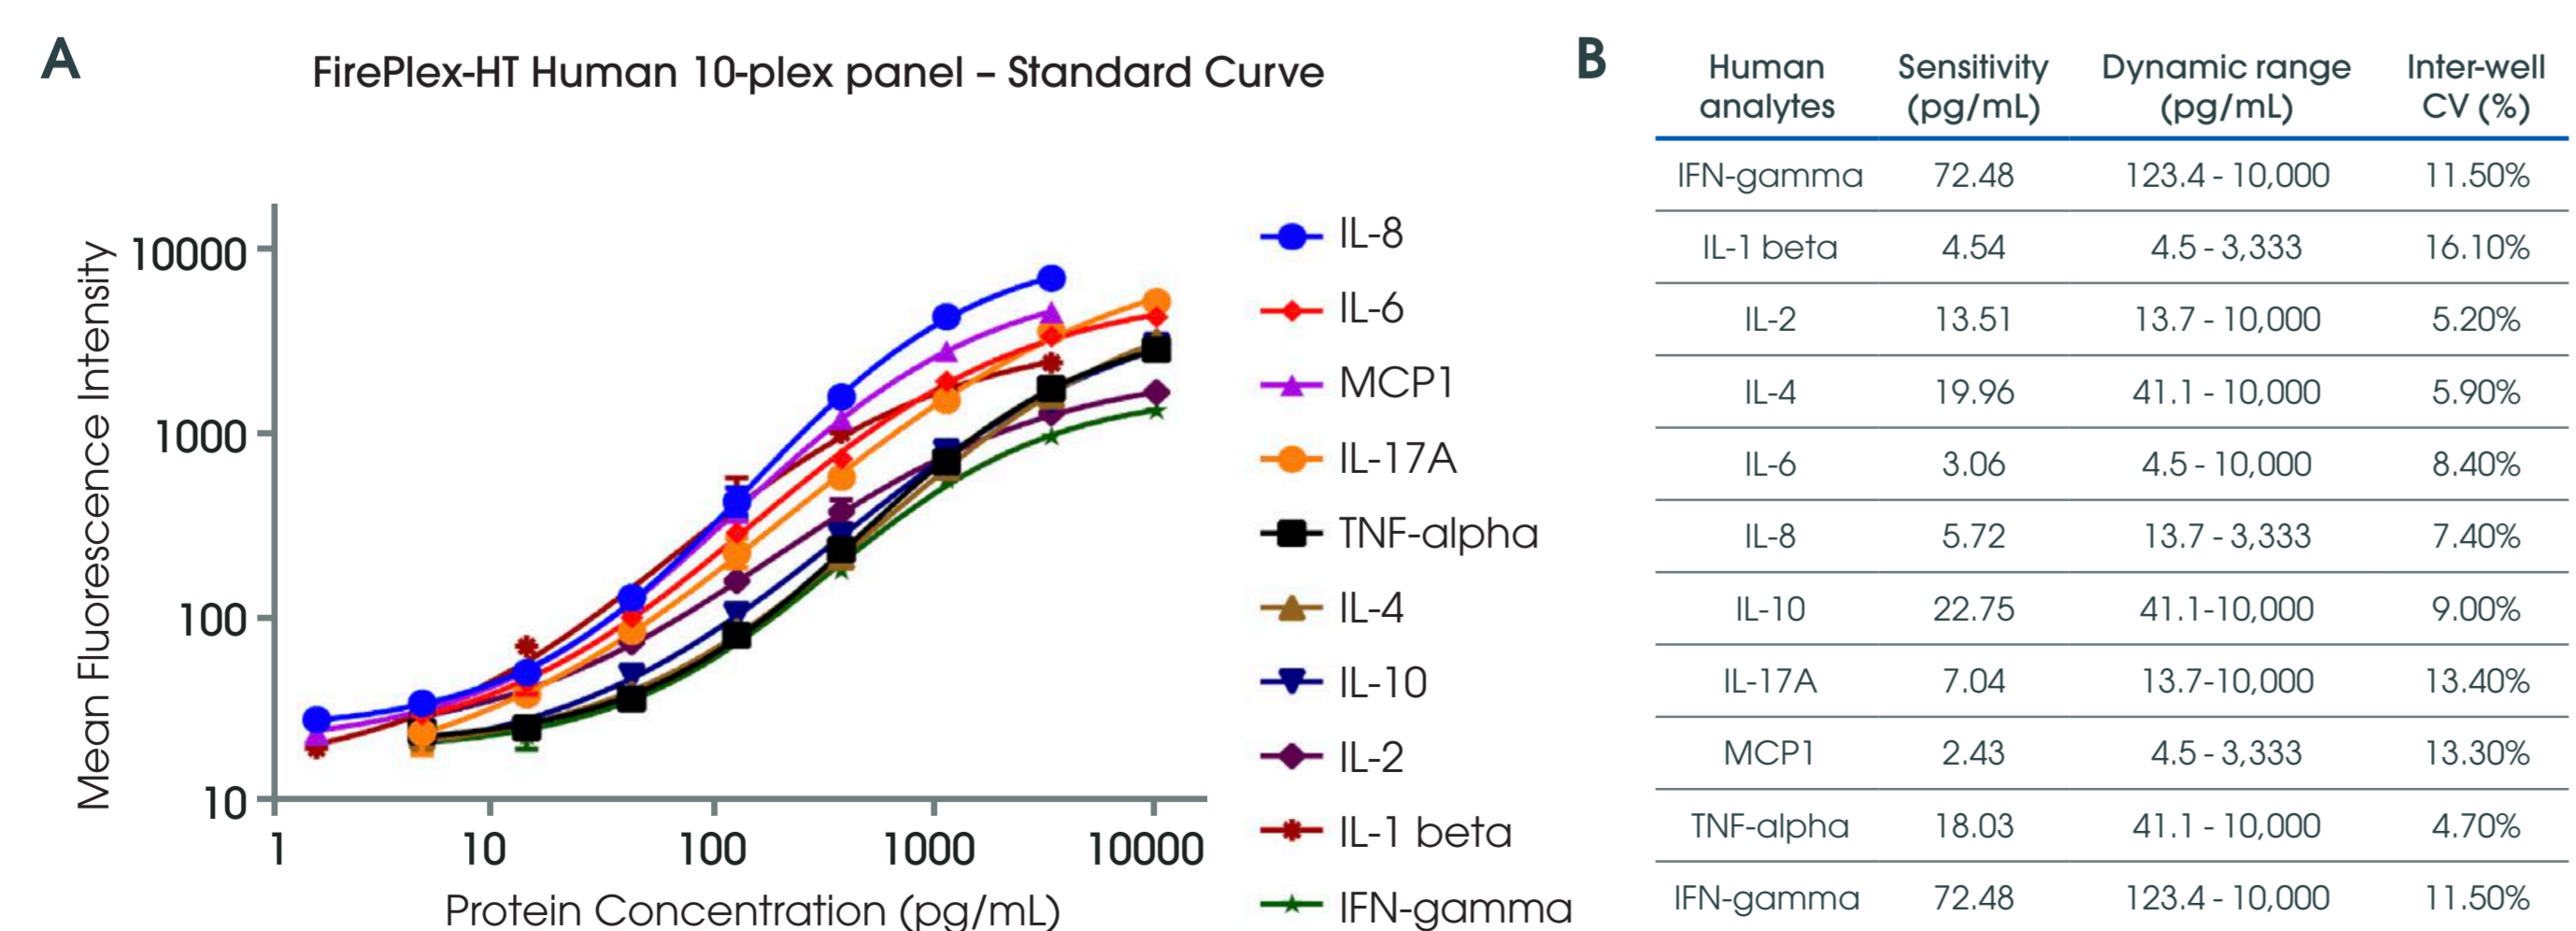 A
FirePlex-HT Human 10-plex panel – Standard Curve
Mean Fluorescence Intensity
10000
1000
100
10
1 10 100 1000 10000
Protein Concentration (pg/mL)
IL-8
IL-6
MCP1
IL-17A
TNF-alpha
IL-4
IL-10
IL-2
IL-1 beta
IFN-gamma
B
Human Sensitivity Dynamic range Inter-well
analytes (pg/mL) (pg/mL) CV (%)
IFN-gamma 72.48 123.4 - 10,000 11.50%
IL-1 beta 4.54 4.5 - 3,333 16.10%
IL-2 13.51 13.7 - 10,000 5.20%
IL-4 19.96 41.1 - 10,000 5.90%
IL-6 3.06 4.5 - 10,000 8.40%
IL-8 5.72 13.7 - 3,333 7.40%
IL-10 22.75 41.1-10,000 9.00%
IL-17A 7.04 13.7-10,000 13.40%
MCP1 2.43 4.5 - 3,333 13.30%
TNF-alpha 18.03 41.1 - 10,000 4.70%
IFN-gamma 72.48 123.4 - 10,000 11.50%